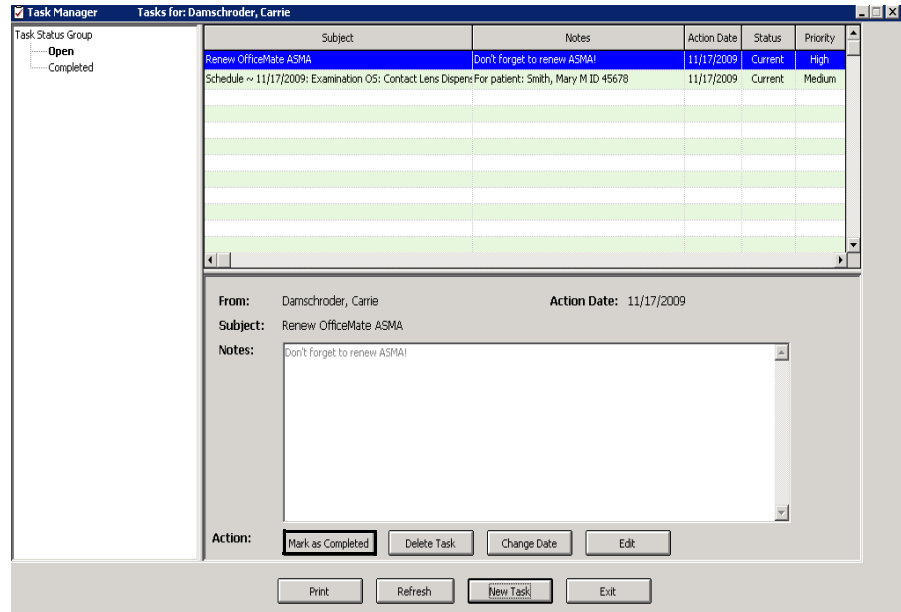 Task Manager Tasks for: Damschroder, Carrie
Task Status Group
Open
Completed
Subject Notes Action Date Status Priority
Renew OfficeMate ASMA Don't forget to renew ASMA! 11/17/2009 Current High
Schedule ~ 11/17/2009: Examination OS: Contact Lens Dispens For patient: Smith, Mary M ID 45678 11/17/2009 Current Medium
From: Damschroder, Carrie Action Date: 11/17/2009
Subject: Renew OfficeMate ASMA
Notes: Don't forget to renew ASMA!
Action: Mark as Completed Delete Task Change Date Edit
Print Refresh New Task Exit